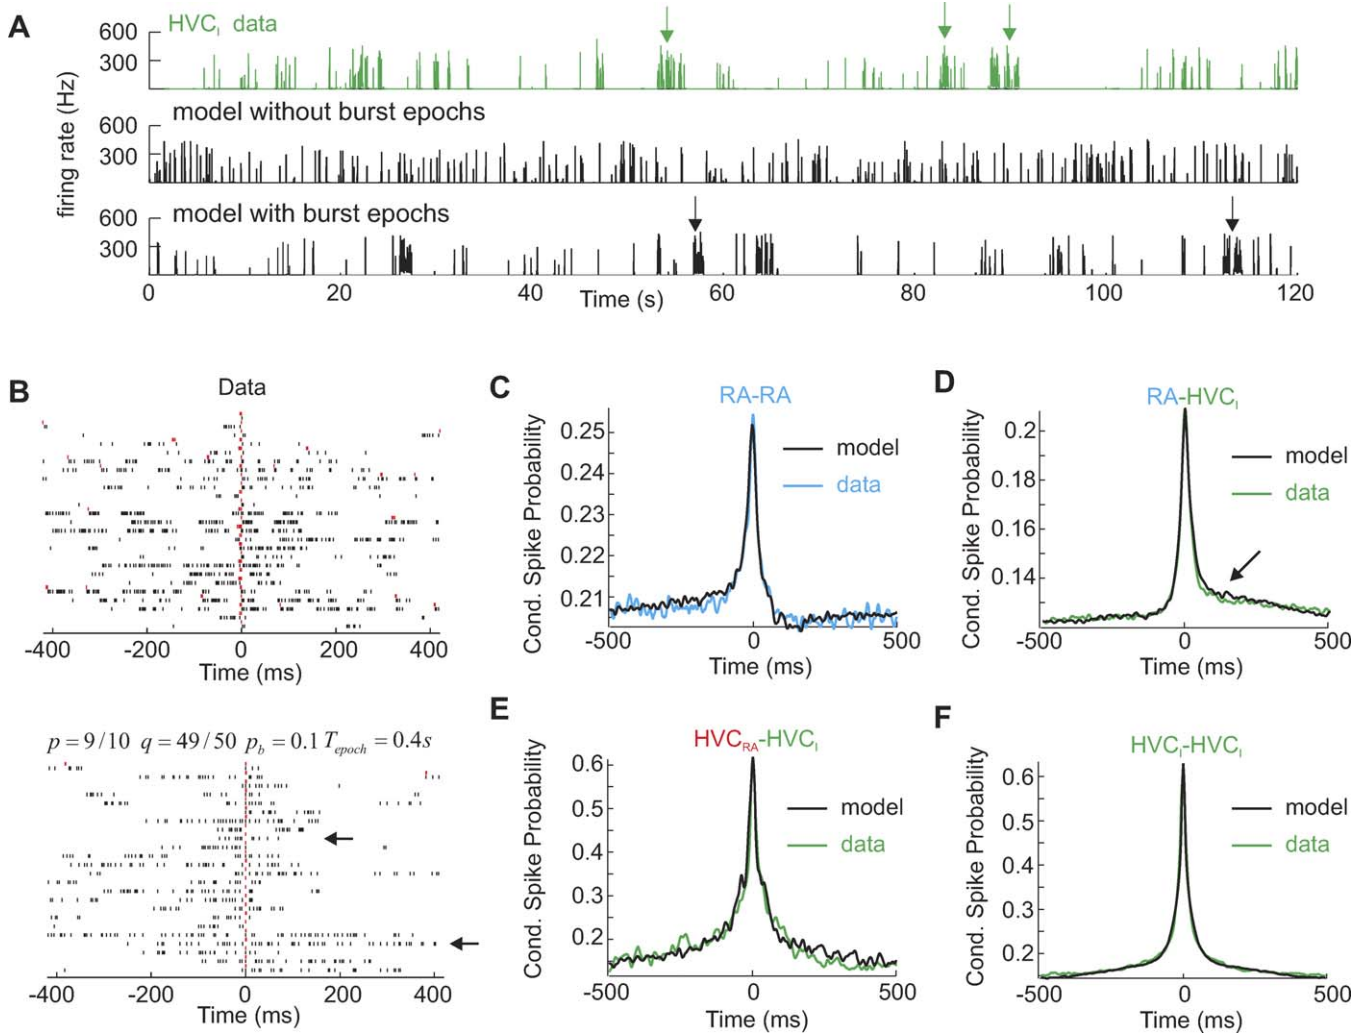 A
HVC_I data
600
300
model without burst epochs
600
300
firing rate (Hz)
model with burst epochs
600
300
0 20 40 60 80 100 120
Time (s)
B
Data
-400 -200 0 200 400
Time (ms)
p = 9/10 q = 49/50 p_b = 0.1 T_epoch = 0.4s
-400 -200 0 200 400
Time (ms)
C
RA-RA
Cond. Spike Probability
0.25
0.24
0.23
0.22
0.21
model
data
-500 0 500
Time (ms)
D
RA-HVC_I
Cond. Spike Probability
0.2
0.18
0.16
0.14
model
data
-500 0 500
Time (ms)
E
HVC_RA-HVC_I
Cond. Spike Probability
0.6
0.5
0.4
0.3
0.2
model
data
-500 0 500
Time (ms)
F
HVC_I-HVC_I
Cond. Spike Probability
0.6
0.5
0.4
0.3
0.2
model
data
-500 0 500
Time (ms)